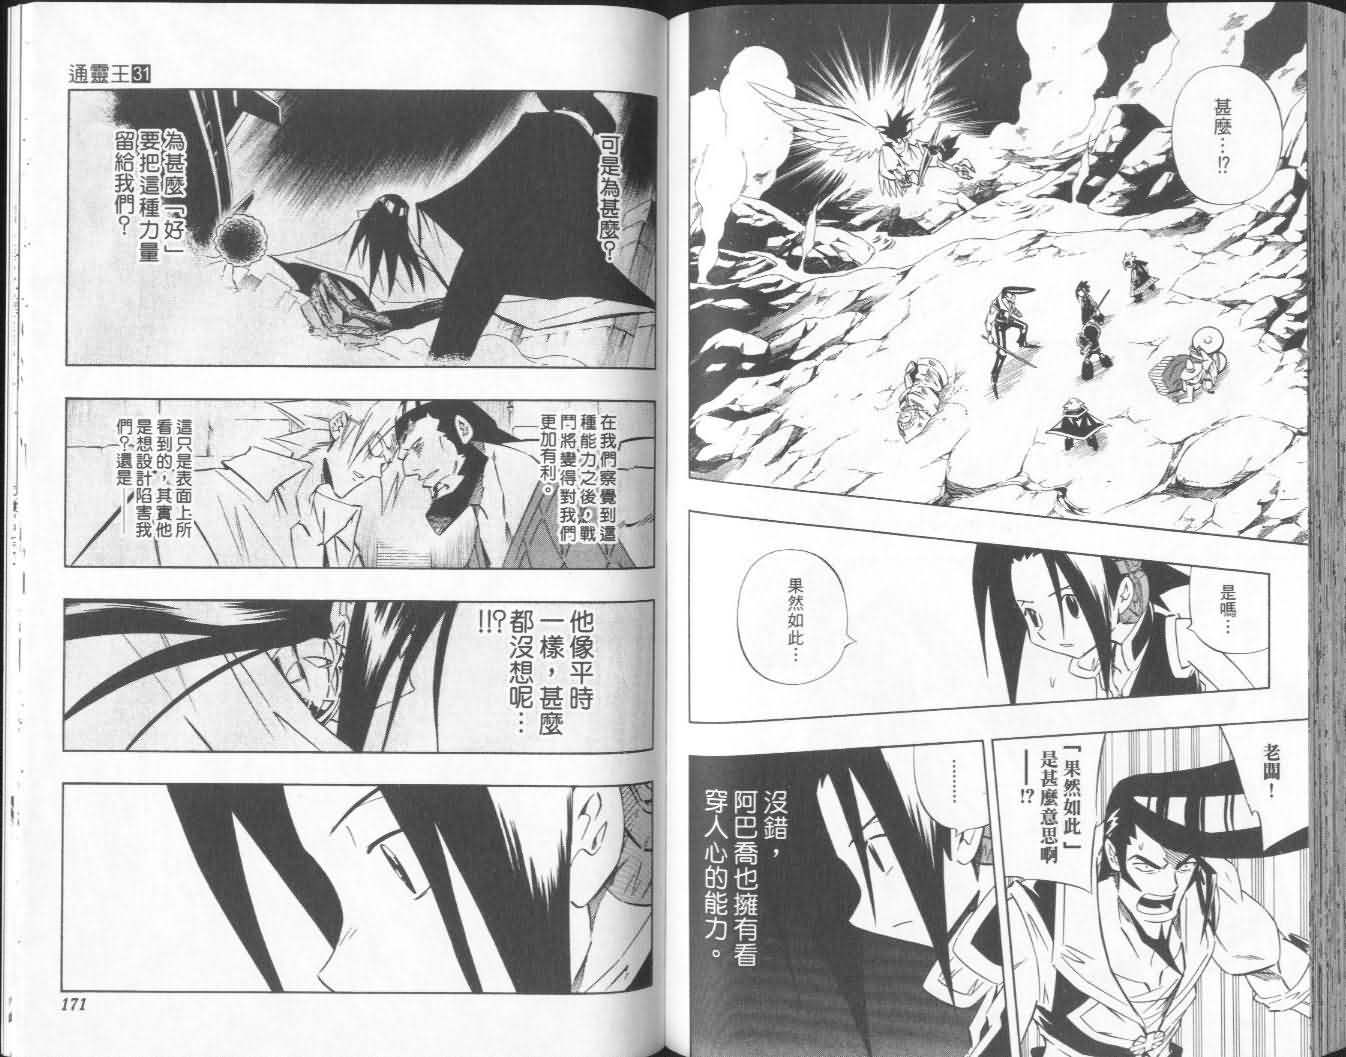 甚麼…!?
是嗎…
果然如此…
老闆！
「果然如此」
是甚麼意思啊
——!?
………
沒錯，
阿巴喬也擁有看
穿人心的能力。
通靈王31
可是為甚麼？
為甚麼「好」
要把這種力量
留給我們？
在我們察覺到這
種能力之後，戰
鬥將變得對我們
更加有利。
這只是表面上所
看到的，其實他
是想設計陷害我
們？還是——
他像平時
一樣，甚麼
都沒想呢…
!!?
171